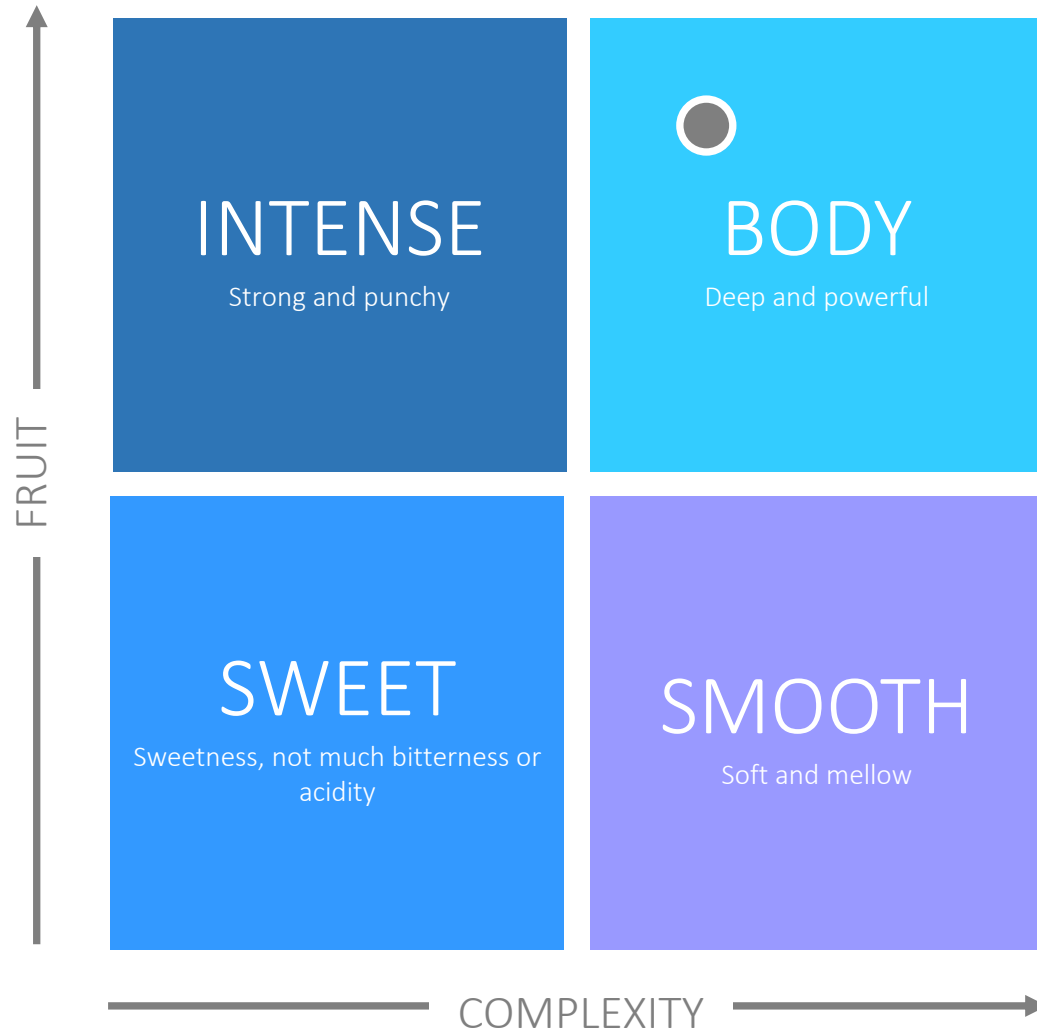 INTENSE
Strong and punchy
BODY
Deep and powerful
FRUIT
SWEET
Sweetness, not much bitterness or
acidity
SMOOTH
Soft and mellow
COMPLEXITY